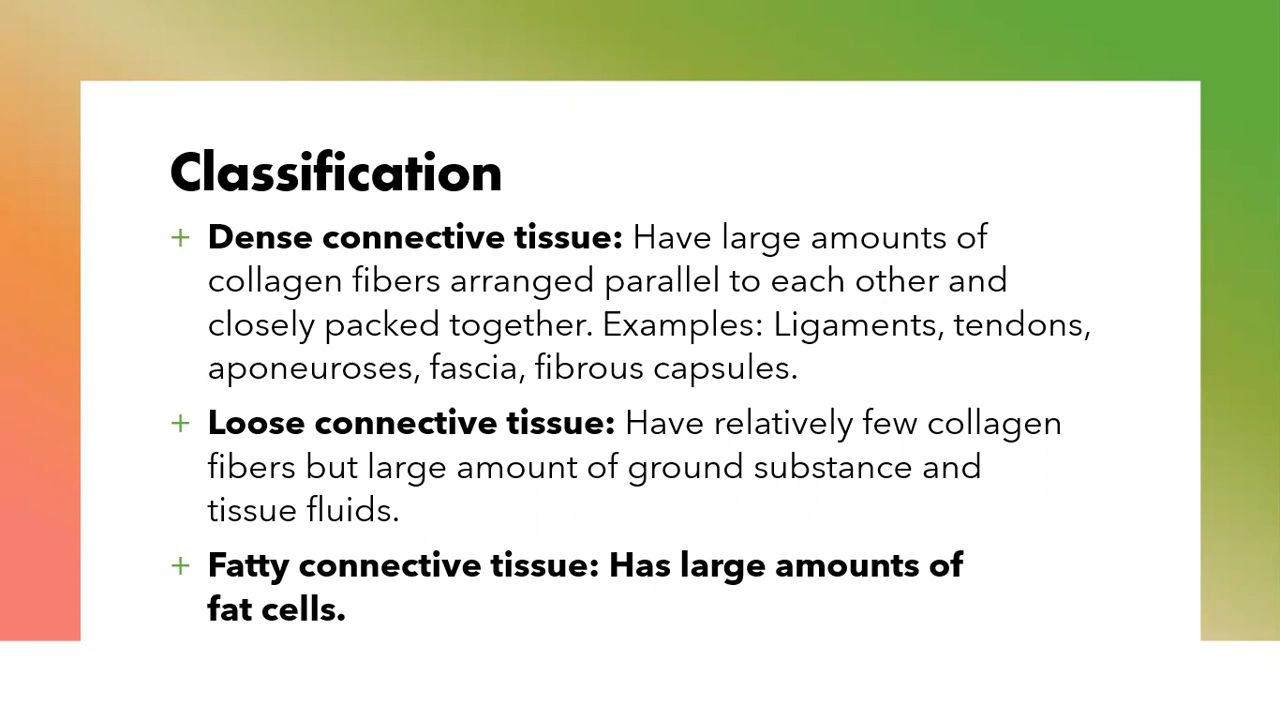 Classification
+ Dense connective tissue: Have large amounts of
collagen fibers arranged parallel to each other and
closely packed together. Examples: Ligaments, tendons,
aponeuroses, fascia, fibrous capsules.
+ Loose connective tissue: Have relatively few collagen
fibers but large amount of ground substance and
tissue fluids.
+ Fatty connective tissue: Has large amounts of
fat cells.